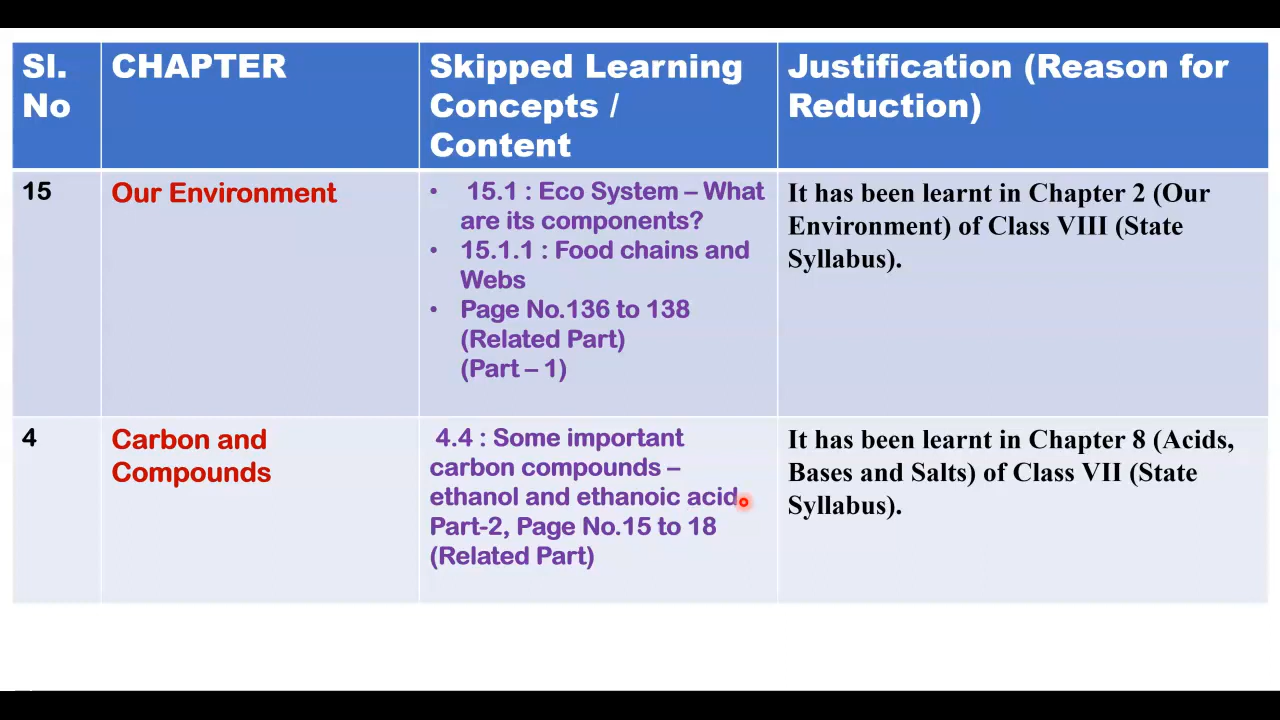 Sl. No
CHAPTER
Skipped Learning
Concepts /
Content
Justification (Reason for
Reduction)
15
Our Environment
• 15.1 : Eco System – What
are its components?
• 15.1.1 : Food chains and
Webs
• Page No.136 to 138
(Related Part)
(Part – 1)
It has been learnt in Chapter 2 (Our
Environment) of Class VIII (State
Syllabus).
4
Carbon and
Compounds
4.4 : Some important
carbon compounds –
ethanol and ethanoic acid.
Part-2, Page No.15 to 18
(Related Part)
It has been learnt in Chapter 8 (Acids,
Bases and Salts) of Class VII (State
Syllabus).